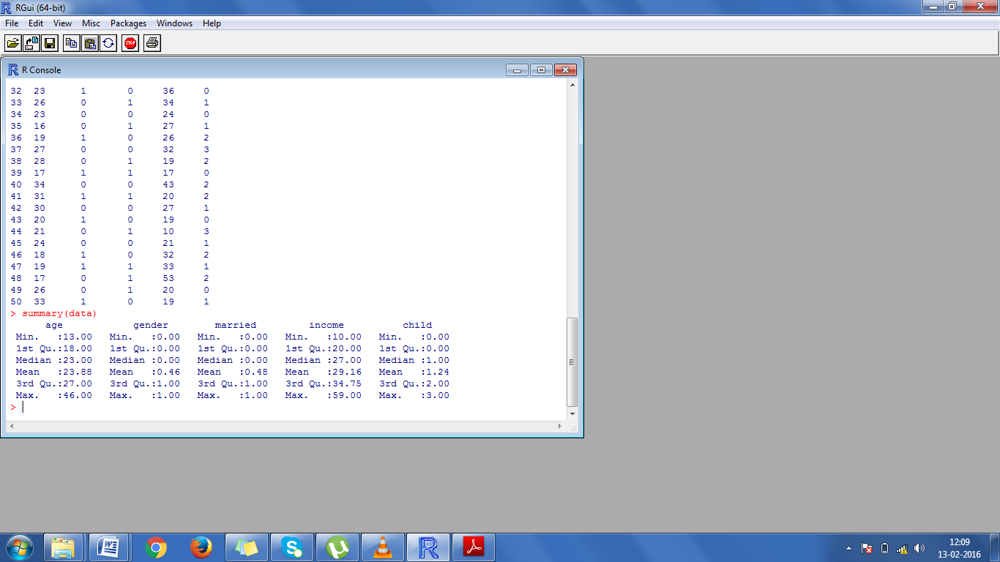 RGui (64-bit)
File Edit View Misc Packages Windows Help
STOP
R Console
32 23 1 0 36 0
33 26 0 1 34 1
34 23 0 0 24 0
35 16 0 1 27 1
36 19 1 0 26 2
37 27 0 0 32 3
38 28 0 1 19 2
39 17 1 1 17 0
40 34 0 0 43 2
41 31 1 1 20 2
42 30 0 0 27 1
43 20 1 0 19 0
44 21 0 1 10 3
45 24 0 0 21 1
46 18 1 0 32 2
47 19 1 1 33 1
48 17 0 1 53 2
49 26 0 1 20 0
50 33 1 0 19 1
> summary(data)
age gender married income child
Min. :13.00 Min. :0.00 Min. :0.00 Min. :10.00 Min. :0.00
1st Qu.:18.00 1st Qu.:0.00 1st Qu.:0.00 1st Qu.:20.00 1st Qu.:0.00
Median :23.00 Median :0.00 Median :0.00 Median :27.00 Median :1.00
Mean :23.88 Mean :0.46 Mean :0.48 Mean :29.16 Mean :1.24
3rd Qu.:27.00 3rd Qu.:1.00 3rd Qu.:1.00 3rd Qu.:34.75 3rd Qu.:2.00
Max. :46.00 Max. :1.00 Max. :1.00 Max. :59.00 Max. :3.00
>
12:09
13-02-2016